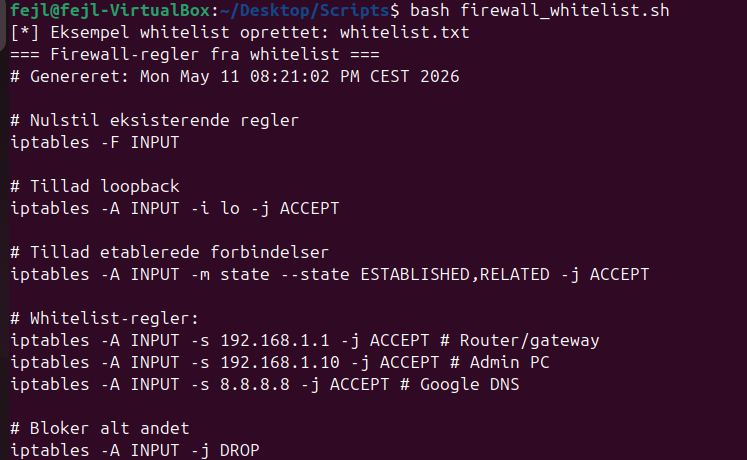 fejl@fejl-VirtualBox:~/Desktop/Scripts$ bash firewall_whitelist.sh
[*] Eksempel whitelist oprettet: whitelist.txt
=== Firewall-regler fra whitelist ===
# Genereret: Mon May 11 08:21:02 PM CEST 2026

# Nulstil eksisterende regler
iptables -F INPUT

# Tillad loopback
iptables -A INPUT -i lo -j ACCEPT

# Tillad etablerede forbindelser
iptables -A INPUT -m state --state ESTABLISHED,RELATED -j ACCEPT

# Whitelist-regler:
iptables -A INPUT -s 192.168.1.1 -j ACCEPT # Router/gateway
iptables -A INPUT -s 192.168.1.10 -j ACCEPT # Admin PC
iptables -A INPUT -s 8.8.8.8 -j ACCEPT # Google DNS

# Bloker alt andet
iptables -A INPUT -j DROP